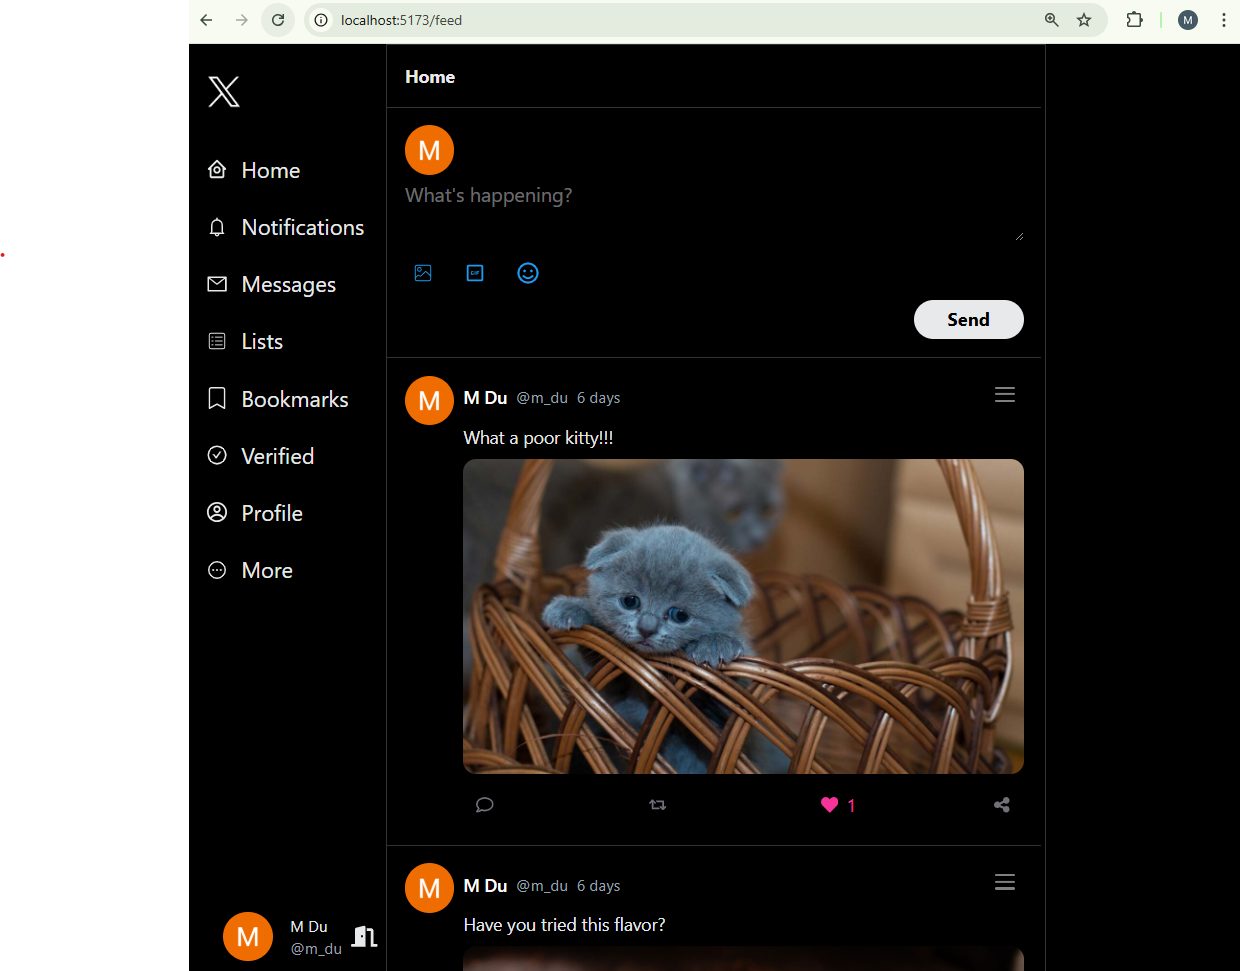 localhost:5173/feed
M
Home
Home
Notifications
Messages
Lists
Bookmarks
Verified
Profile
More
M
What's happening?
GIF
Send
M
M Du @m_du 6 days
What a poor kitty!!!
1
M
M Du @m_du 6 days
Have you tried this flavor?
M
M Du
@m_du